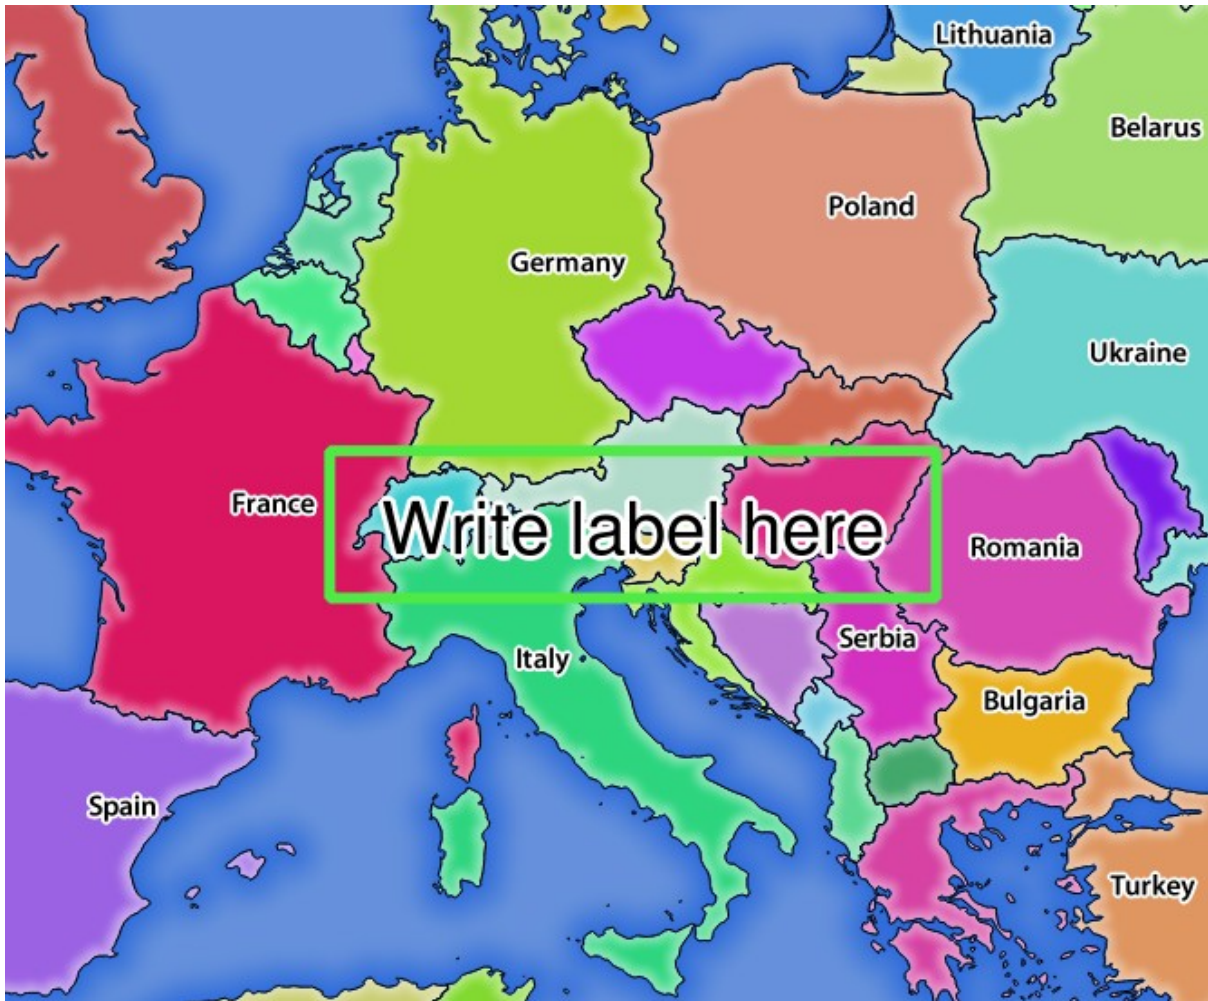 Lithuania
Belarus
Poland
Germany
Ukraine
France
Write label here
Romania
Serbia
Italy
Bulgaria
Spain
Turkey